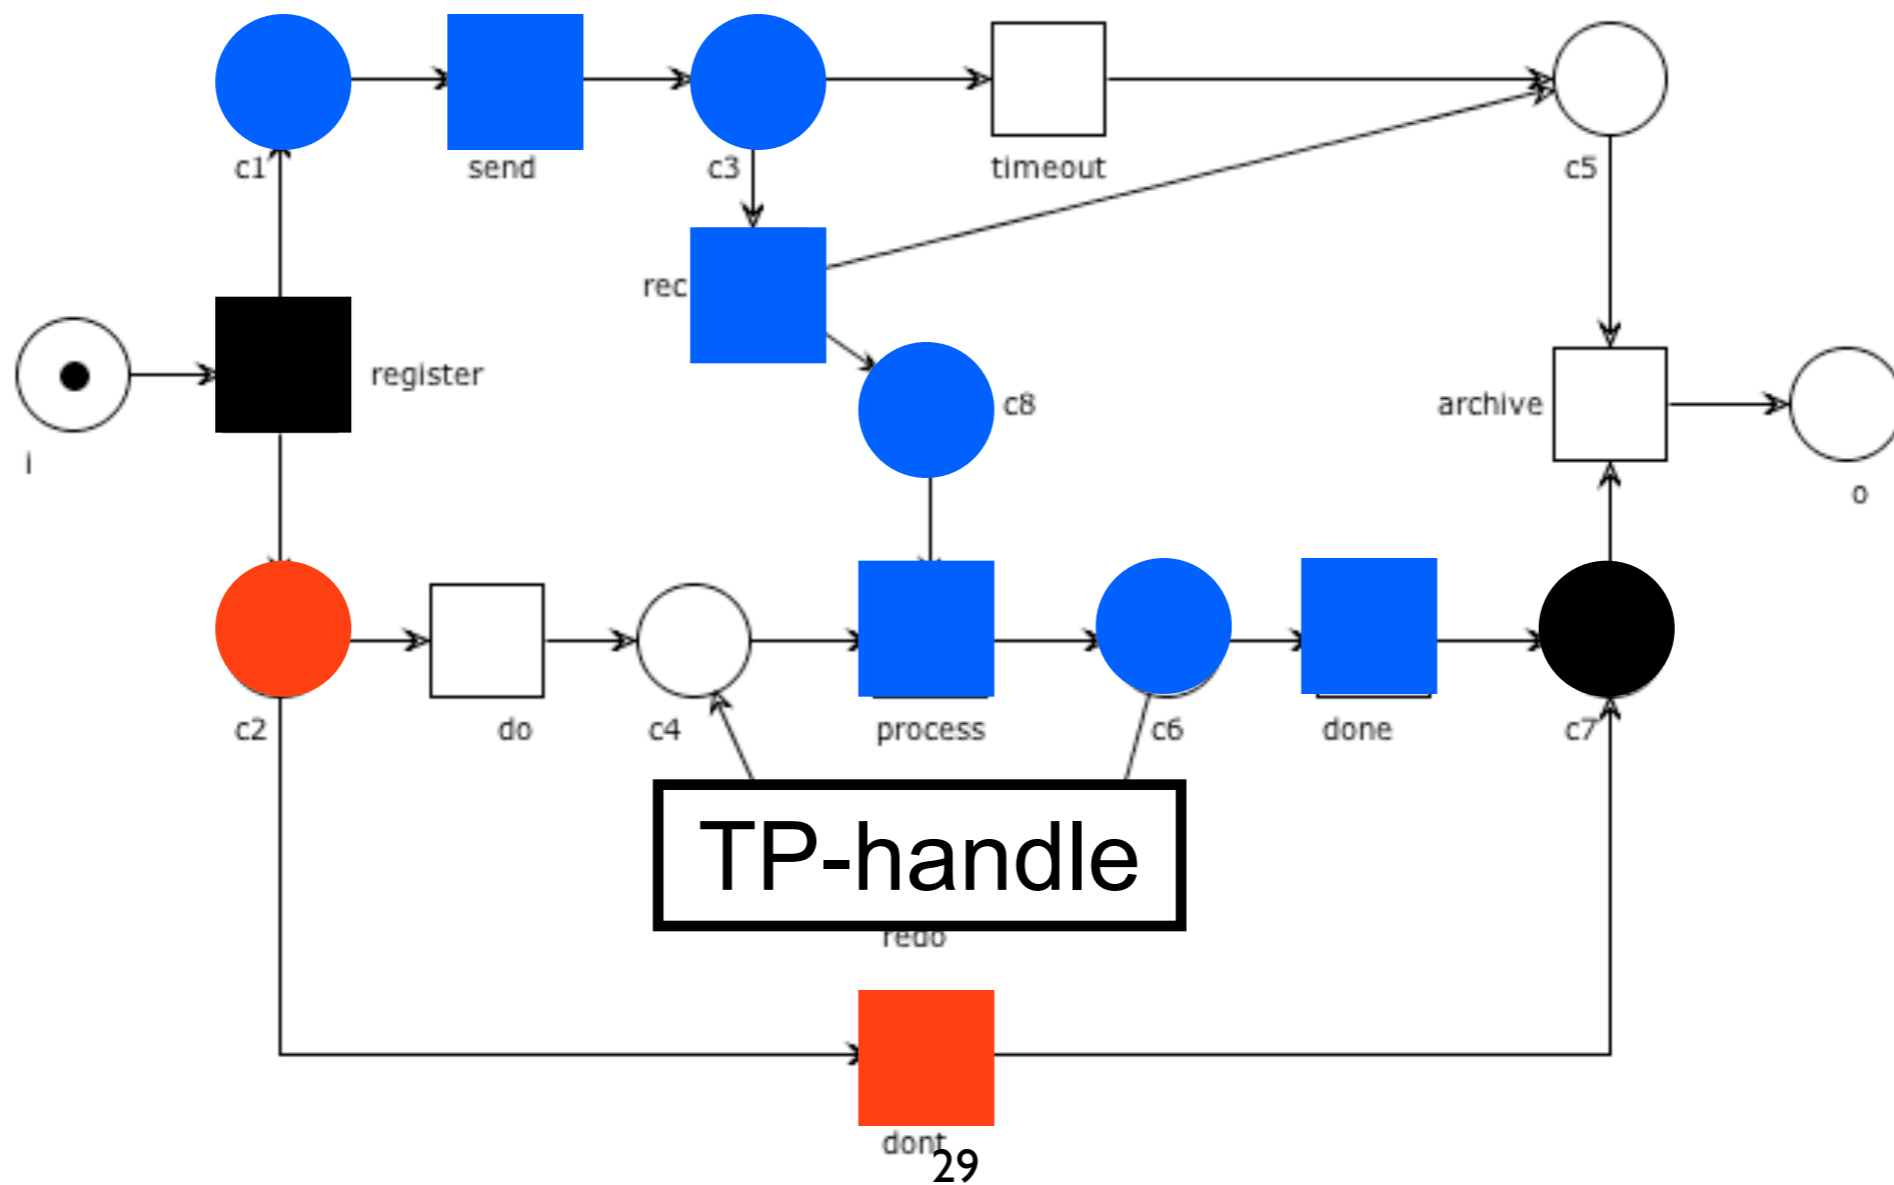 c1 send c3 timeout c5
rec
register
c8
archive
i
o
c2 do c4 process c6 done c7
TP-handle
redo
dont
29